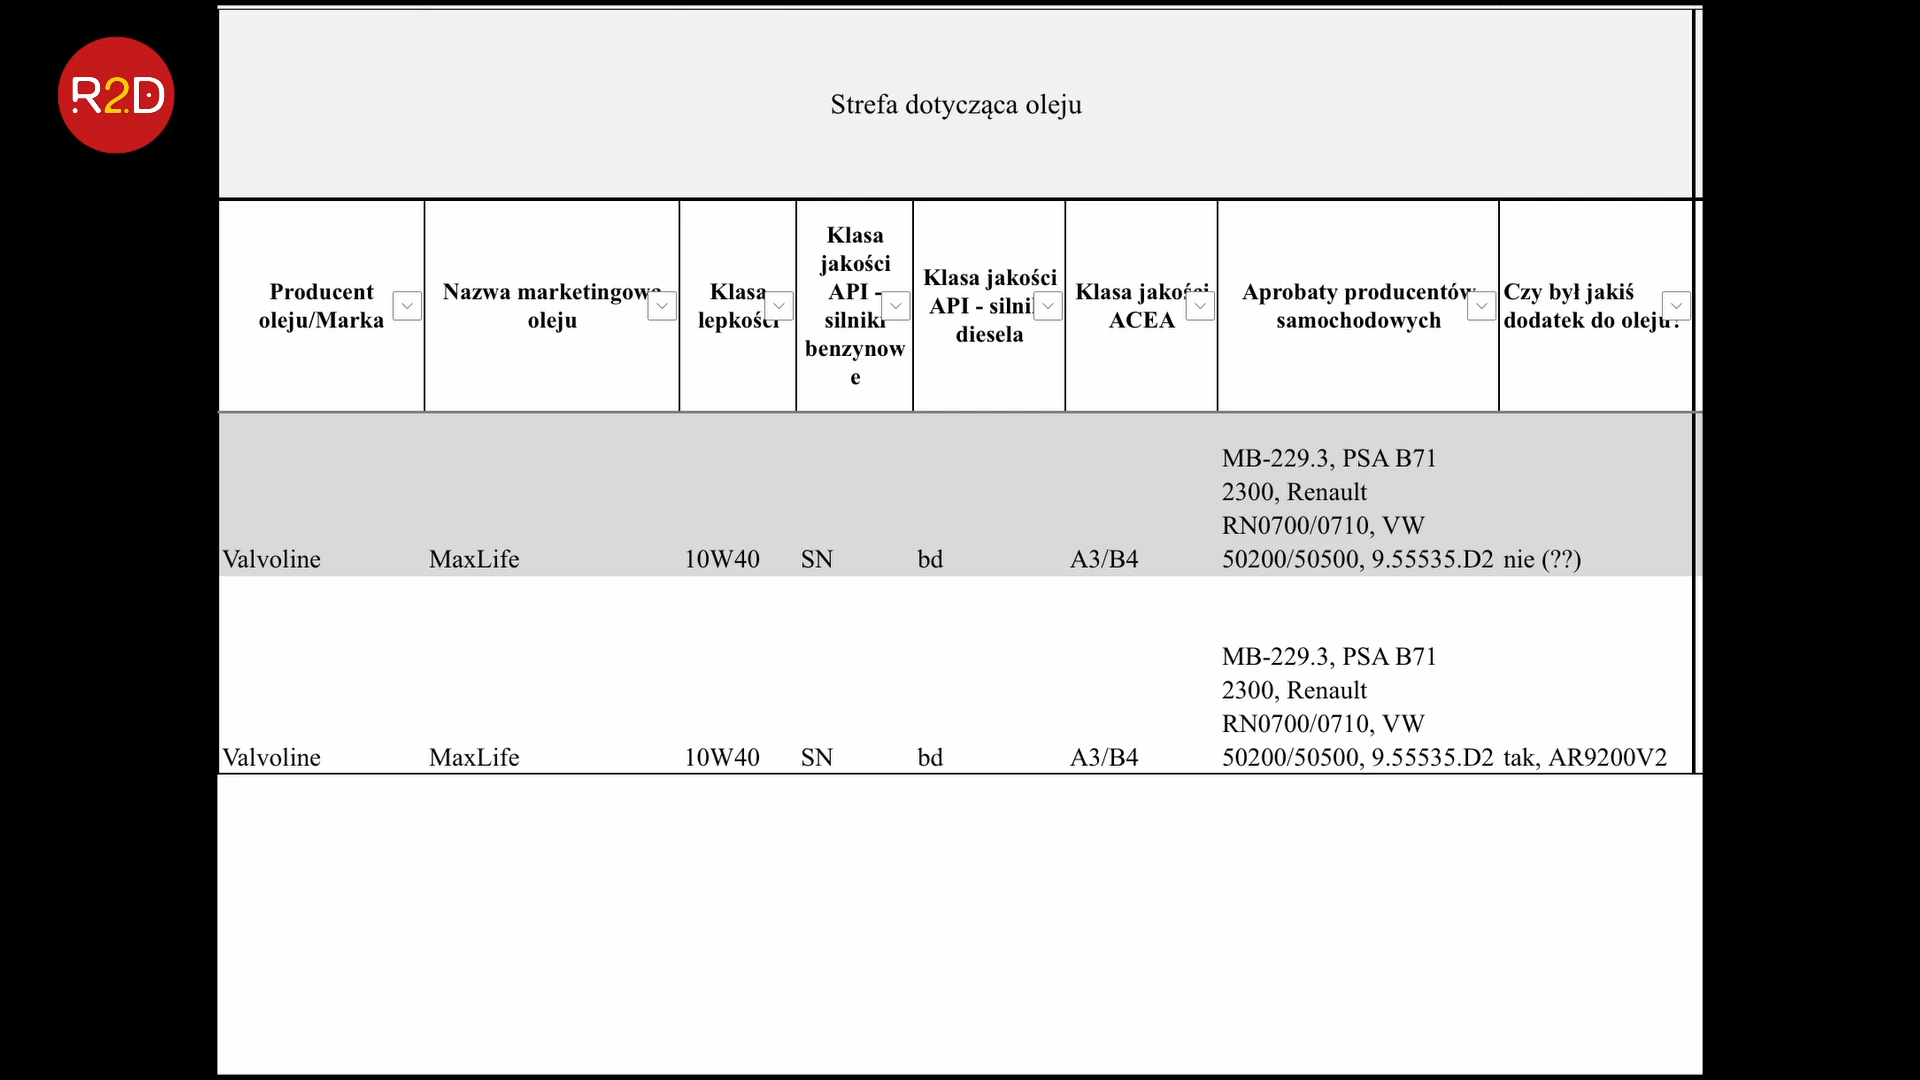 R2D
Strefa dotycząca oleju
Producent
oleju/Marka
Nazwa marketingowa
oleju
Klasa
lepkości
Klasa
jakości
API -
silniki
benzynow
e
Klasa jakości
API - silniki
diesela
Klasa jakości
ACEA
Aprobaty producentów
samochodowych
Czy był jakiś
dodatek do oleju?
MB-229.3, PSA B71
2300, Renault
RN0700/0710, VW
Valvoline MaxLife 10W40 SN bd A3/B4 50200/50500, 9.55535.D2 nie (??)
MB-229.3, PSA B71
2300, Renault
RN0700/0710, VW
Valvoline MaxLife 10W40 SN bd A3/B4 50200/50500, 9.55535.D2 tak, AR9200V2